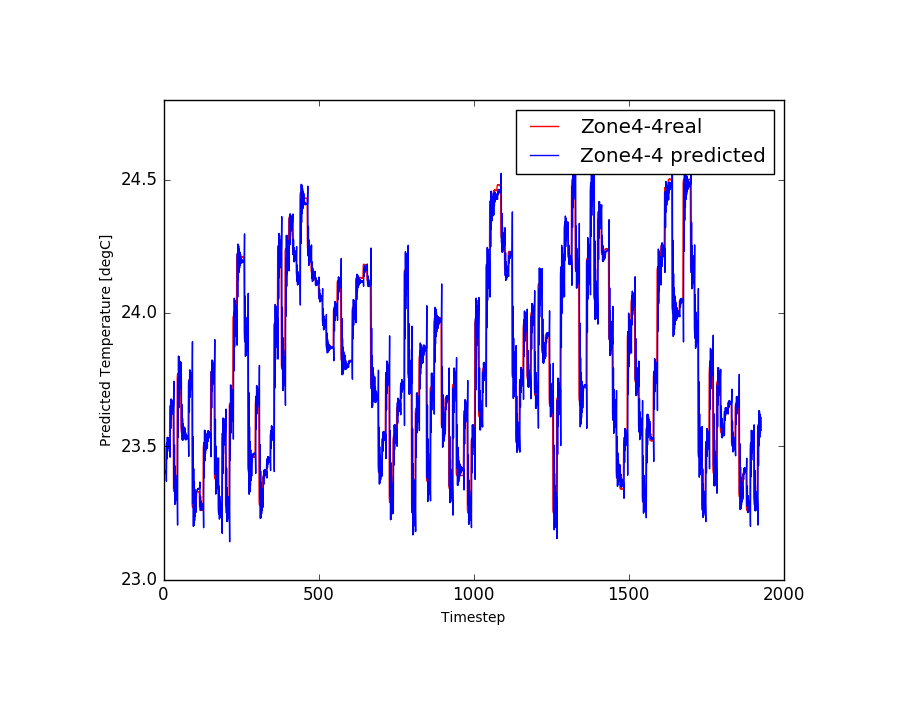 Zone4-4real
Zone4-4 predicted
24.5
24.0
23.5
23.0
Predicted Temperature [degC]
0 500 1000 1500 2000
Timestep